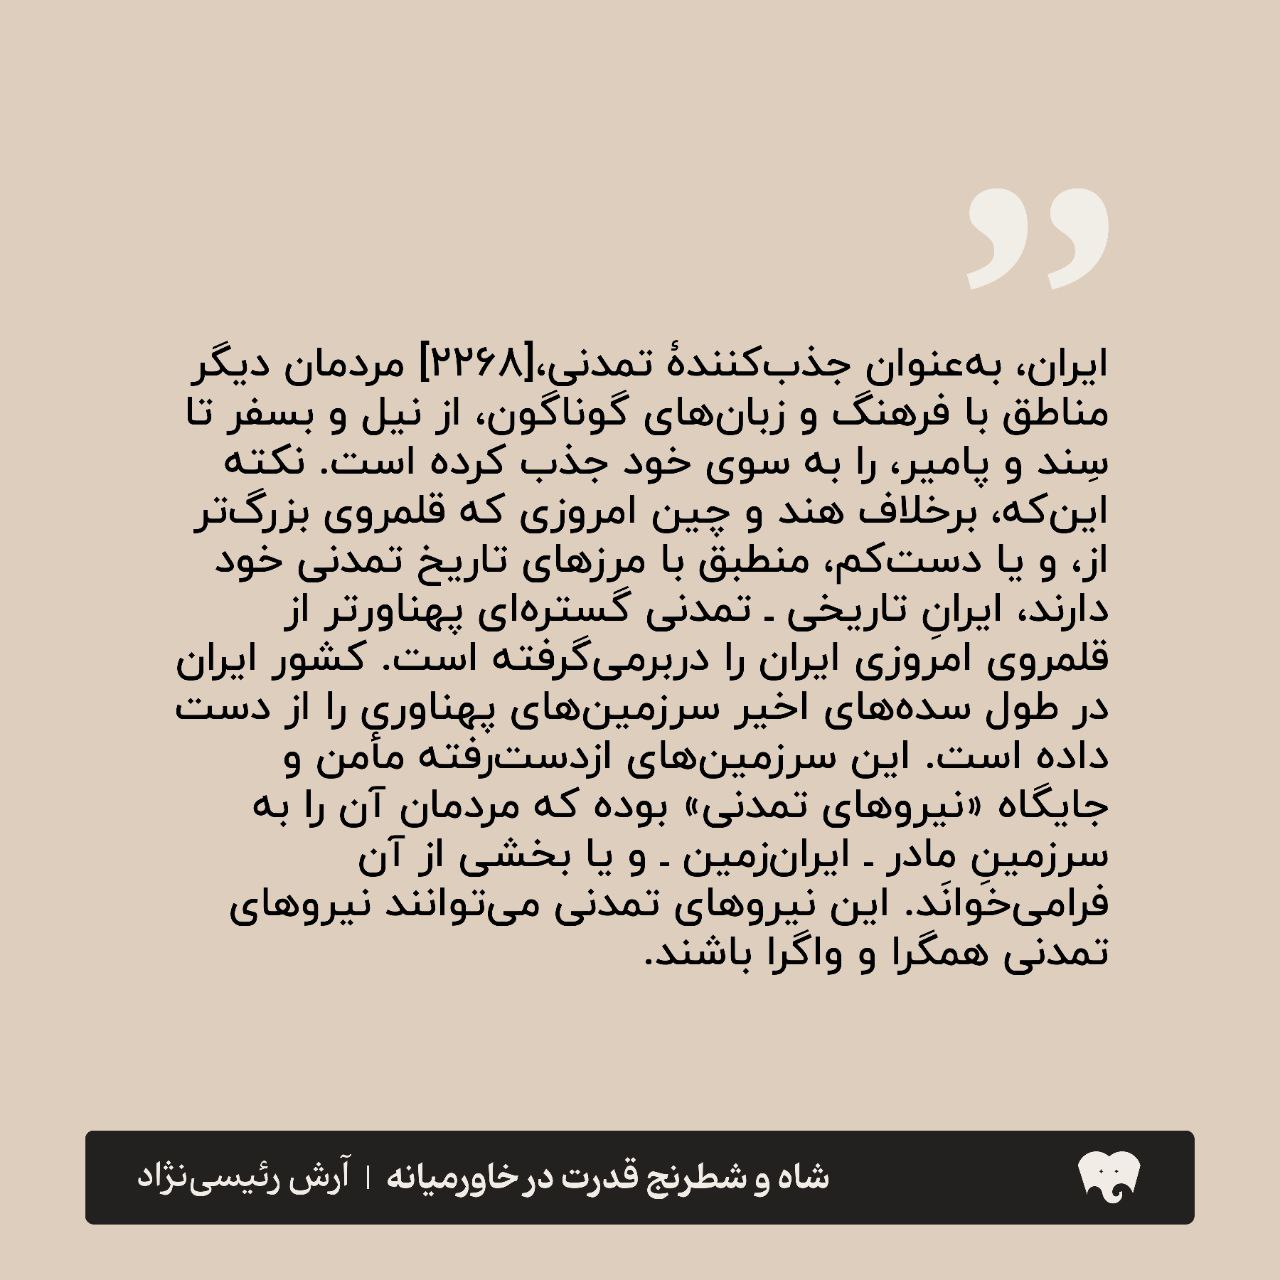 ”
ایران، به‌عنوان جذب‌کنندهٔ تمدنی،[۲۲۶۸] مردمان دیگر
مناطق با فرهنگ و زبان‌های گوناگون، از نیل و بسفر تا
سِند و پامیر، را به سوی خود جذب کرده است. نکته
این‌که، برخلاف هند و چین امروزی که قلمروی بزرگ‌تر
از، و یا دست‌کم، منطبق با مرزهای تاریخ تمدنی خود
دارند، ایرانِ تاریخی ـ تمدنی گستره‌ای پهناورتر از
قلمروی امروزی ایران را دربرمی‌گرفته است. کشور ایران
در طول سده‌های اخیر سرزمین‌های پهناوری را از دست
داده است. این سرزمین‌های ازدست‌رفته مأمن و
جایگاه «نیروهای تمدنی» بوده که مردمان آن را به
سرزمینِ مادر ـ ایران‌زمین ـ و یا بخشی از آن
فرامی‌خوانَد. این نیروهای تمدنی می‌توانند نیروهای
تمدنی همگرا و واگرا باشند.
شاه و شطرنج قدرت در خاورمیانه | آرش رئیسی‌نژاد